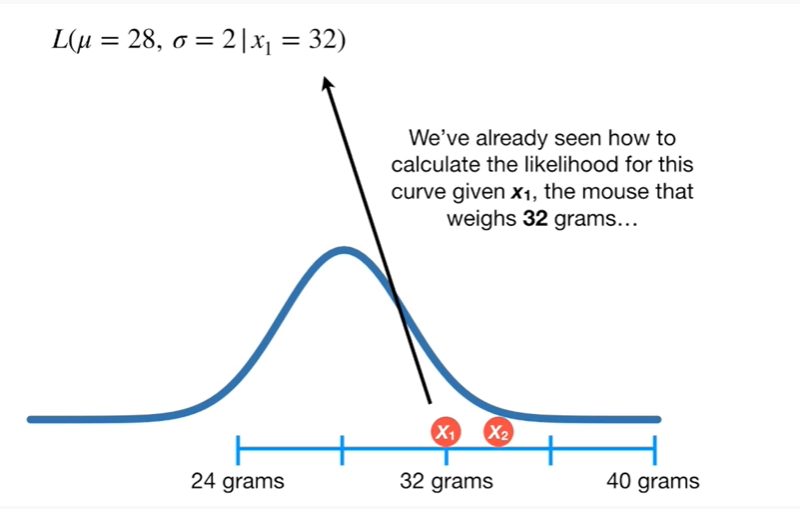 L(μ = 28, σ = 2|x₁ = 32)
We've already seen how to
calculate the likelihood for this
curve given x₁, the mouse that
weighs 32 grams…
X₁
X₂
24 grams
32 grams
40 grams